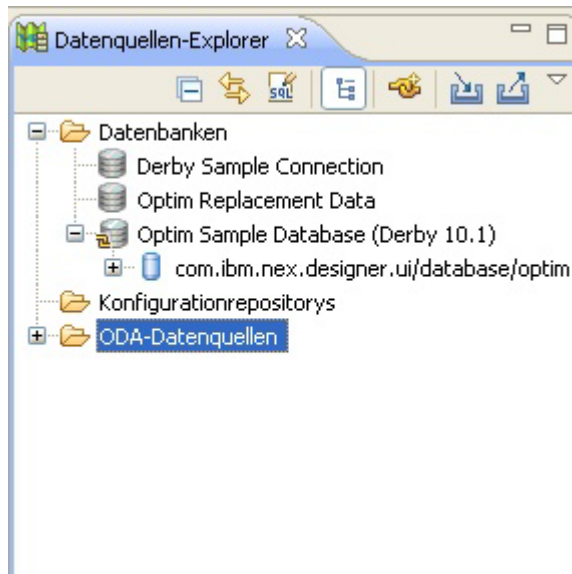 Datenquellen-Explorer
SQL
Datenbanken
Derby Sample Connection
Optim Replacement Data
Optim Sample Database (Derby 10.1)
com.ibm.nex.designer.ui/database/optim
Konfigurationrepositorys
ODA-Datenquellen